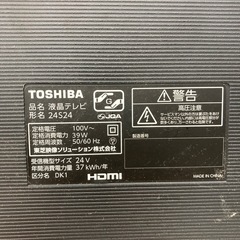 TOSHIBA
品名 液晶テレビ
形名 24S24
JQA
定格電圧 100V~
定格消費電力 39W
定格周波数 50/60 Hz
東芝映像ソリューション株式会社
受信機型サイズ 24V
年間消費電力量 37kWh/年
区分名 DK1
HDMI
警告
高圧注意
MADE IN CHINA